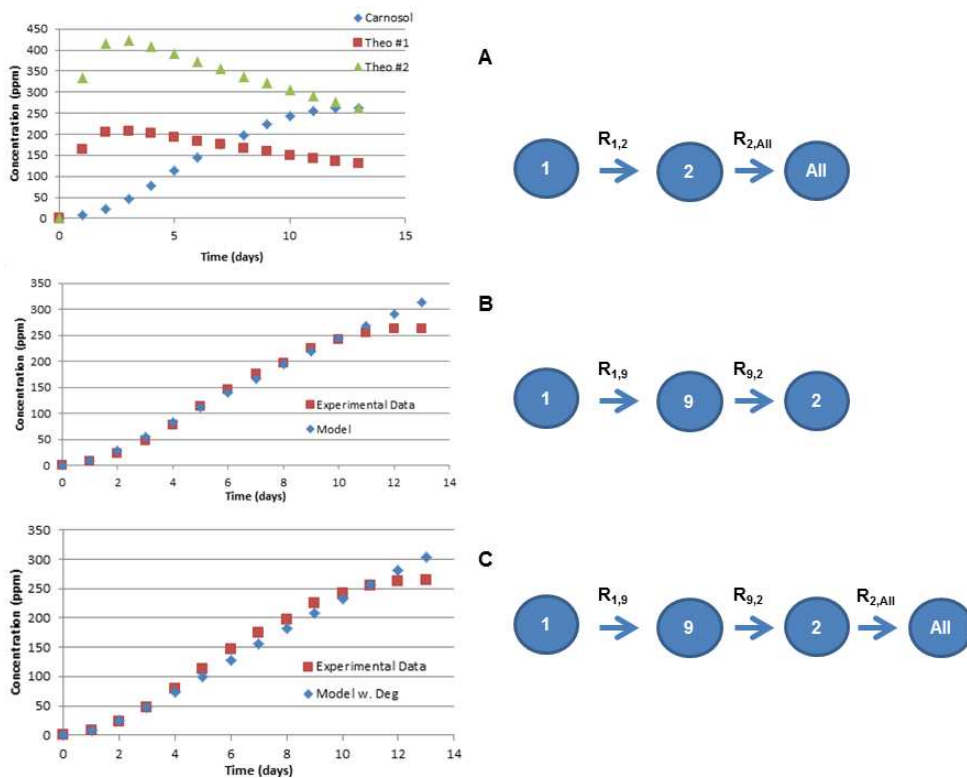 Carnosol
Theo #1
Theo #2
Concentration (ppm)
450
400
350
300
250
200
150
100
50
0
0 5 10 15
Time (days)
A
R1,2 R2,All
1 2 All
Concentration (ppm)
350
300
250
200
150
100
50
0
Experimental Data
Model
0 2 4 6 8 10 12 14
Time (days)
B
R1,9 R9,2
1 9 2
Concentration (ppm)
350
300
250
200
150
100
50
0
Experimental Data
Model w. Deg
0 2 4 6 8 10 12 14
Time (days)
C
R1,9 R9,2 R2,All
1 9 2 All